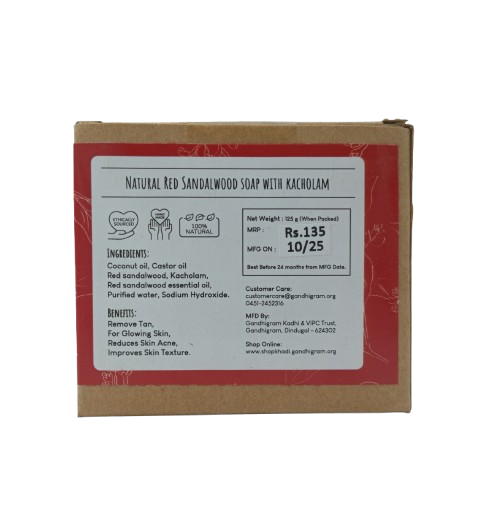 NATURAL RED SANDALWOOD SOAP WITH KACHOLAM
ETHICALLY
SOURCED
100%
NATURAL
INGREDIENTS:
Coconut oil, Castor oil
Red sandalwood, Kacholam,
Red sandalwood essential oil,
Purified water, Sodium Hydroxide.
BENEFITS:
Remove Tan,
For Glowing Skin,
Reduces Skin Acne,
Improves Skin Texture.
Net Weight : 125 g (When Packed)
MRP : Rs.135
MFG ON : 10/25
Best Before 24 months from MFG Date.
Customer Care:
customercare@gandhigram.org
0451-2452316
MFD By:
Gandhigram Kadhi & VIPC Trust,
Gandhigram, Dindugul - 624302
Shop Online:
www.shopkhadi.gandhigram.org